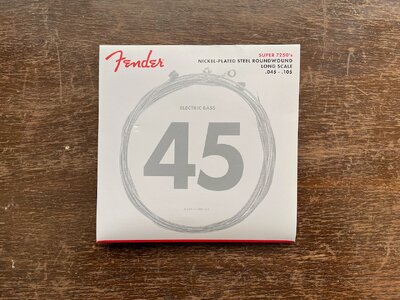 Fender
SUPER 7250's
NICKEL-PLATED STEEL ROUNDWOUND
LONG SCALE
.045 - .105
ELECTRIC BASS
45